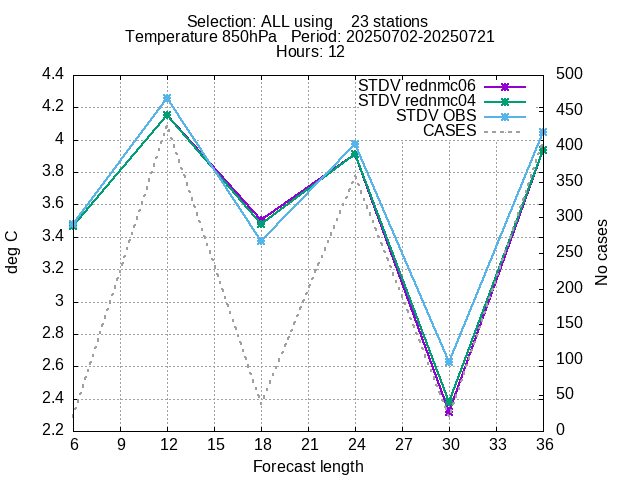 Selection: ALL using    23 stations
Temperature 850hPa   Period: 20250702-20250721
Hours: 12
STDV rednmc06
STDV rednmc04
STDV OBS
CASES
deg C
4.4
4.2
4
3.8
3.6
3.4
3.2
3
2.8
2.6
2.4
2.2
500
450
400
350
300
250
200
150
100
50
0
No cases
6 9 12 15 18 21 24 27 30 33 36
Forecast length